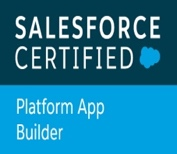 SALESFORCE
CERTIFIED
Platform App
Builder